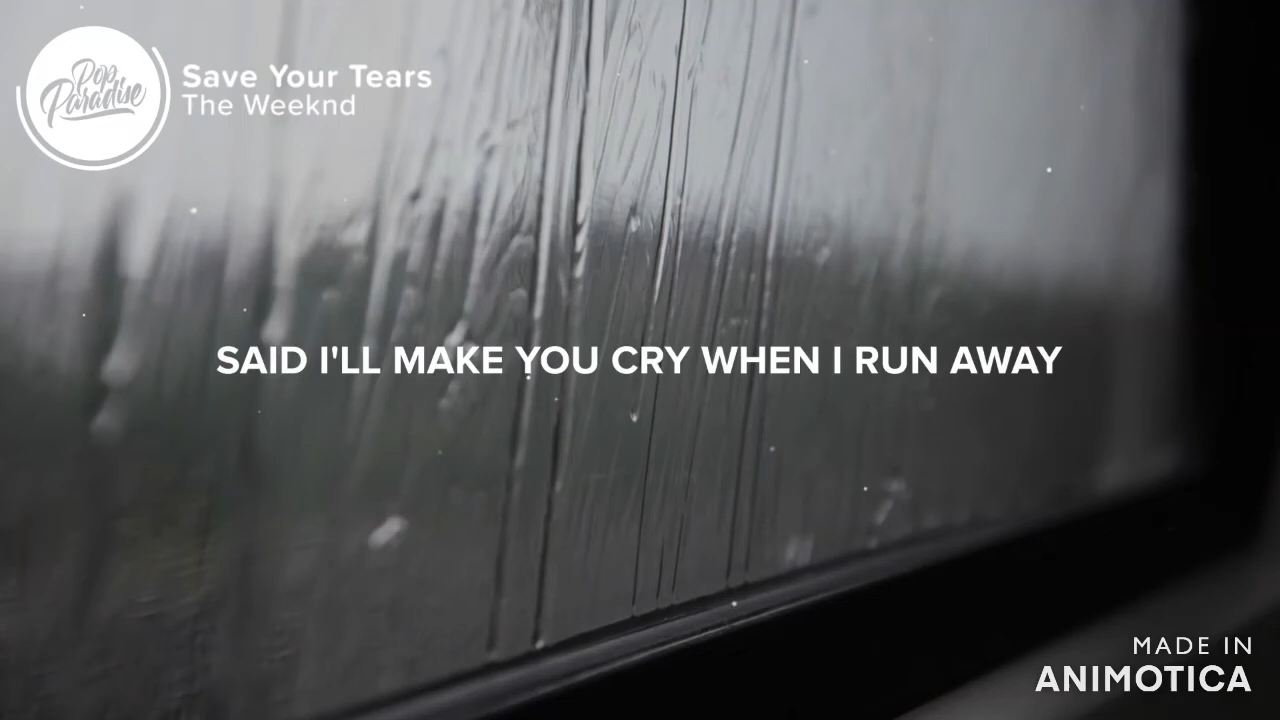 Pop
Paradise
Save Your Tears
The Weeknd
SAID I'LL MAKE YOU CRY WHEN I RUN AWAY
MADE IN
ANIMOTICA